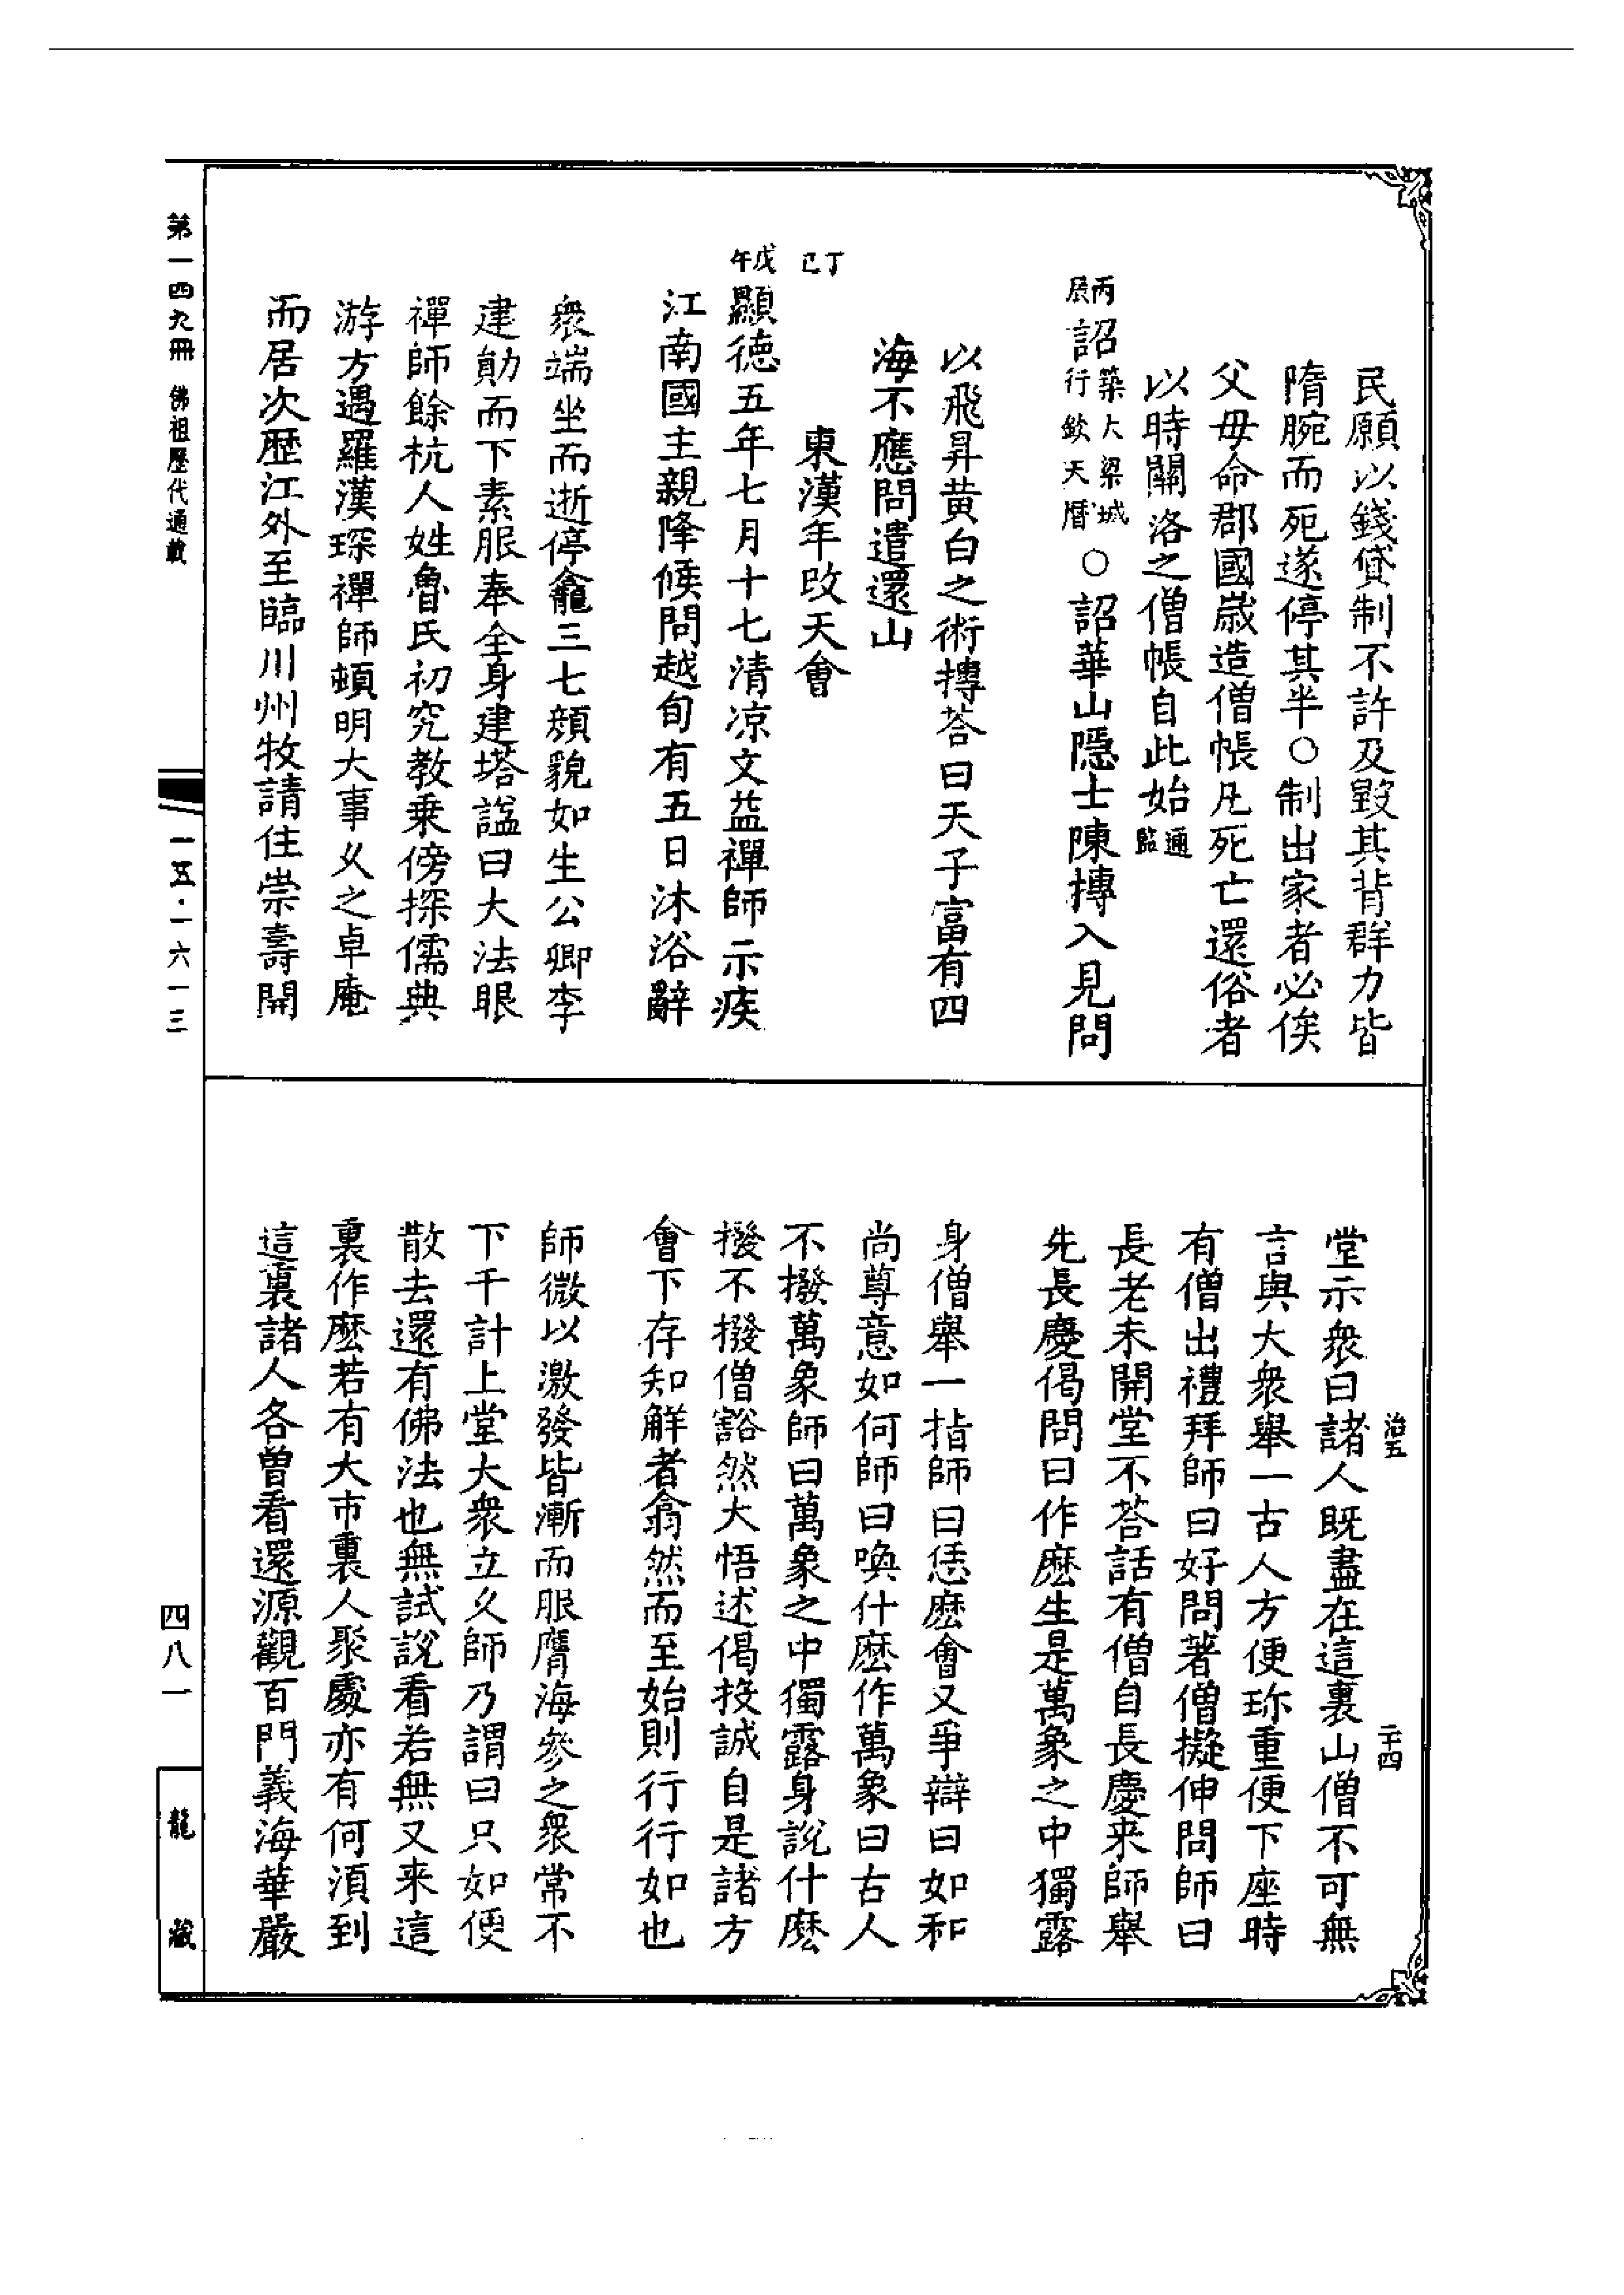 民願以錢貸制不許及毀其背群力皆
隋腕而死遂停其半○制出家者必俟
父母命郡國歲造僧帳凡死亡還俗者
以時關洛之僧帳自此始通鑑
丙辰詔築大梁城行欽天曆○詔華山隱士陳摶入見問
以飛昇黃白之術摶荅曰天子富有四
海不應問遣還山
丁巳
東漢年改天會
戊午顯德五年七月十七清凉文益禪師示疾
江南國主親降候問越旬有五日沐浴辭
衆端坐而逝停龕三七顏貌如生公卿李
建勛而下素服奉全身建塔諡曰大法眼
禪師餘杭人姓魯氏初究教乗傍探儒典
游方遇羅漢琛禪師頓明大事乆之卓庵
而居次歷江外至臨川州牧請住崇壽開
治五
二十四
堂示衆曰諸人既盡在這裏山僧不可無
言與大衆舉一古人方便珎重便下座時
有僧出禮拜師曰好問著僧擬伸問師曰
長老未開堂不荅話有僧自長慶来師舉
先長慶偈問曰作麽生是萬象之中獨露
身僧舉一指師曰恁麽會又爭辯曰如和
尚尊意如何師曰喚什麽作萬象曰古人
不撥萬象師曰萬象之中獨露身說什麽
撥不撥僧豁然大悟述偈投誠自是諸方
會下存知解者翕然而至始則行行如也
師微以激發皆漸而服膺海參之衆常不
下千計上堂大衆立久師乃謂曰只如便
散去還有佛法也無試說看若無又来這
裏作麽若有大市裏人聚處亦有何湏到
這裏諸人各曾看還源觀百門義海華嚴
第一四九冊 佛祖歷代通載
一五·一六一三
四八一
龍藏